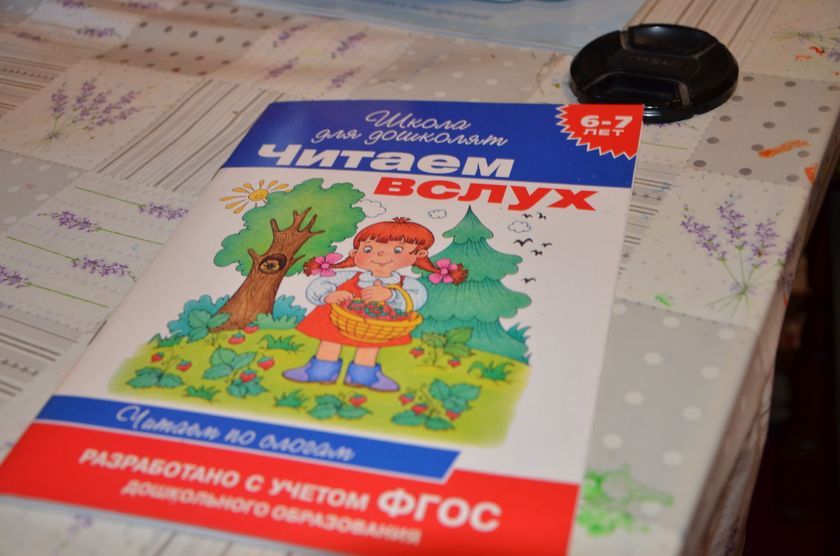 Школа
для дошколят
6-7
ЛЕТ
Читаем
вслух
Читаем по слогам
РАЗРАБОТАНО С УЧЕТОМ ФГОС
ДОШКОЛЬНОГО ОБРАЗОВАНИЯ